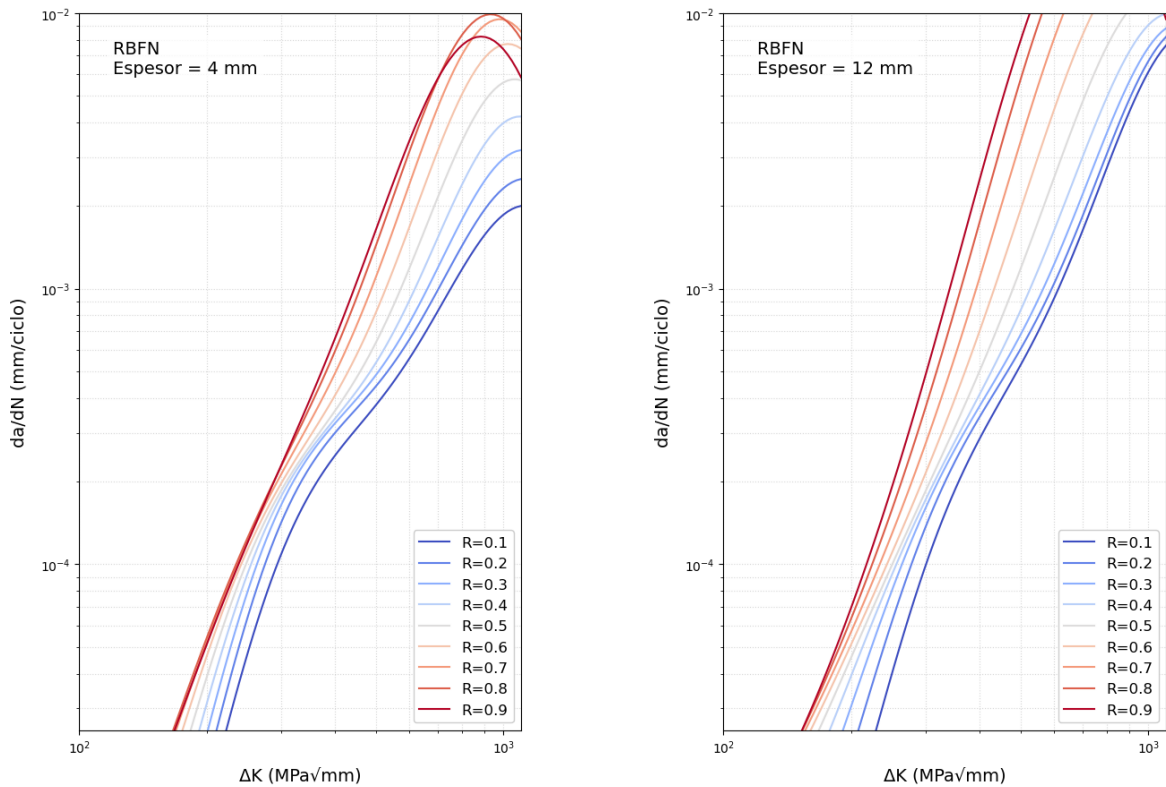 RBFN
Espesor = 4 mm
da/dN (mm/ciclo)
10⁻²
10⁻³
10⁻⁴
10²
10³
ΔK (MPa√mm)
R=0.1
R=0.2
R=0.3
R=0.4
R=0.5
R=0.6
R=0.7
R=0.8
R=0.9
RBFN
Espesor = 12 mm
da/dN (mm/ciclo)
10⁻²
10⁻³
10⁻⁴
10²
10³
ΔK (MPa√mm)
R=0.1
R=0.2
R=0.3
R=0.4
R=0.5
R=0.6
R=0.7
R=0.8
R=0.9